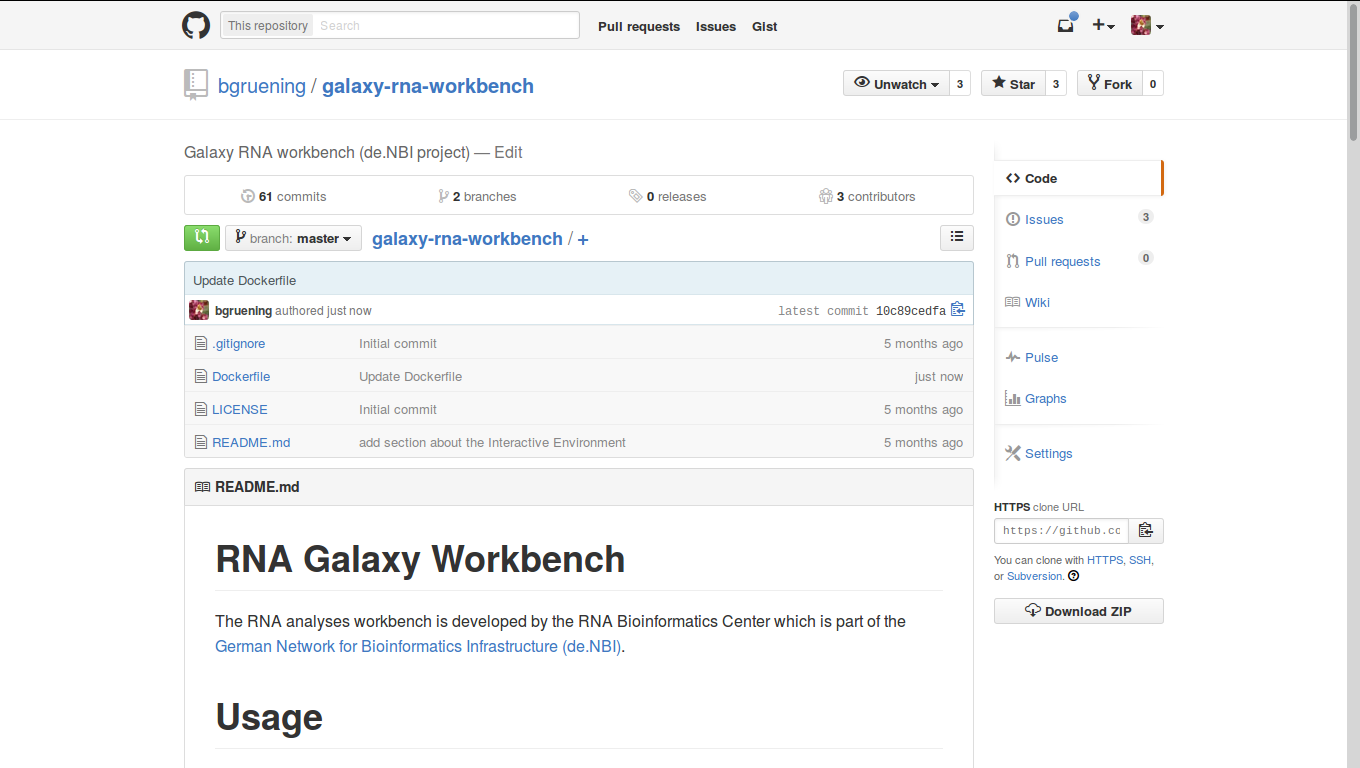 This repository Search Pull requests Issues Gist
bgruening / galaxy-rna-workbench Unwatch 3 Star 3 Fork 0
Galaxy RNA workbench (de.NBI project) — Edit
61 commits 2 branches 0 releases 3 contributors
branch: master galaxy-rna-workbench / +
Update Dockerfile
bgruening authored just now latest commit 10c89cedfa
.gitignore Initial commit 5 months ago
Dockerfile Update Dockerfile just now
LICENSE Initial commit 5 months ago
README.md add section about the Interactive Environment 5 months ago
README.md
RNA Galaxy Workbench
The RNA analyses workbench is developed by the RNA Bioinformatics Center which is part of the
German Network for Bioinformatics Infrastructure (de.NBI).
Usage
Code
Issues 3
Pull requests 0
Wiki
Pulse
Graphs
Settings
HTTPS clone URL
https://github.cc
You can clone with HTTPS, SSH,
or Subversion.
Download ZIP